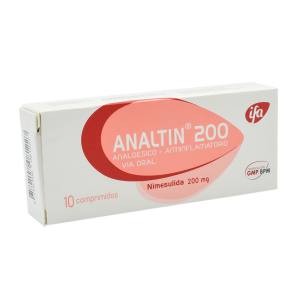 ifa
ANALTIN® 200
ANALGESICO - ANTIINFLAMATORIO
VIA ORAL
Nimesulida 200 mg
10 comprimidos
GMP BPM